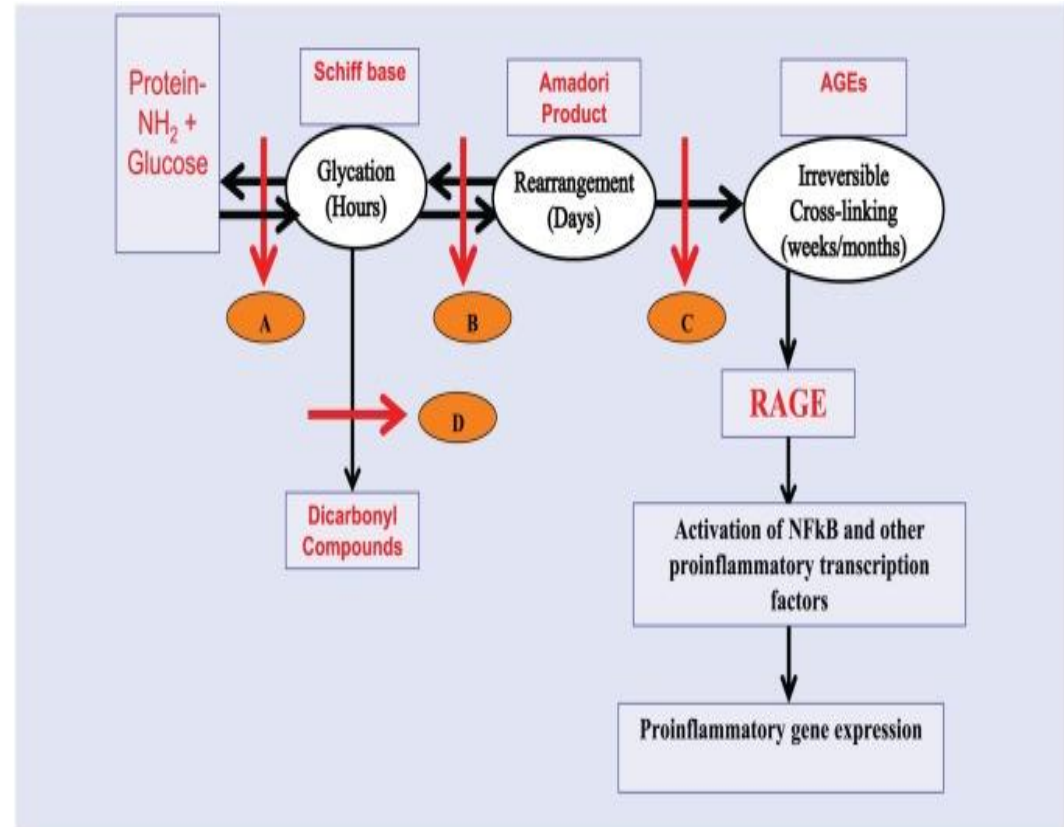 Protein-
NH₂ +
Glucose
Schiff base
Amadori
Product
AGEs
Glycation
(Hours)
Rearrangement
(Days)
Irreversible
Cross-linking
(weeks/months)
A
B
C
D
RAGE
Dicarbonyl
Compounds
Activation of NFkB and other
proinflammatory transcription
factors
Proinflammatory gene expression